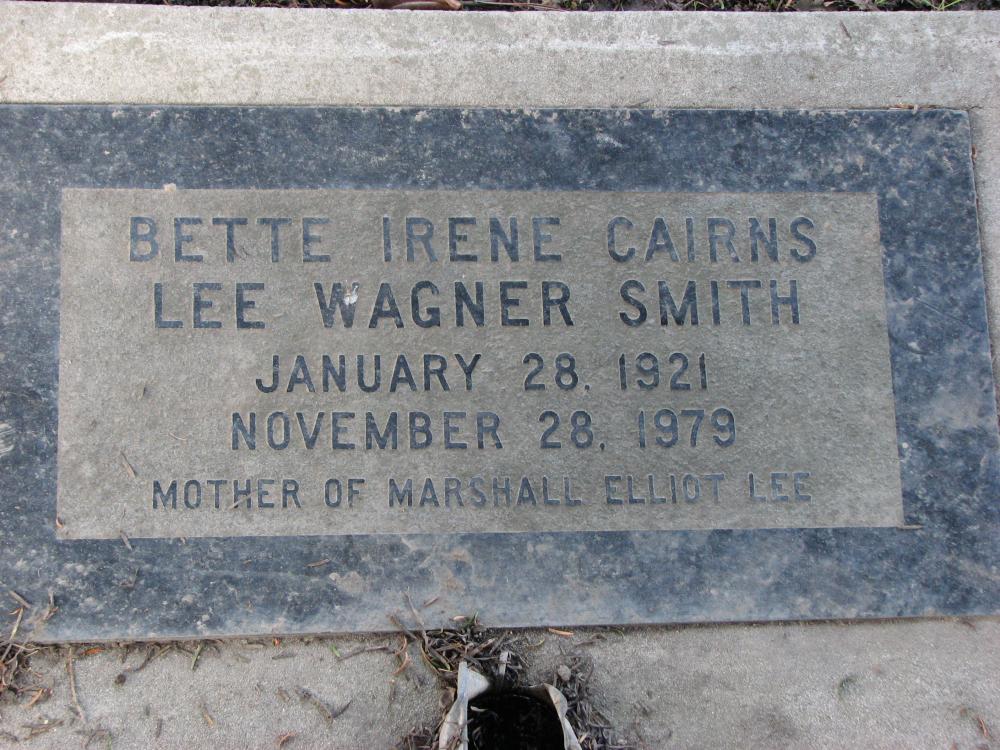 BETTE IRENE CAIRNS
LEE WAGNER SMITH
JANUARY 28, 1921
NOVEMBER 28, 1979
MOTHER OF MARSHALL ELLIOT LEE